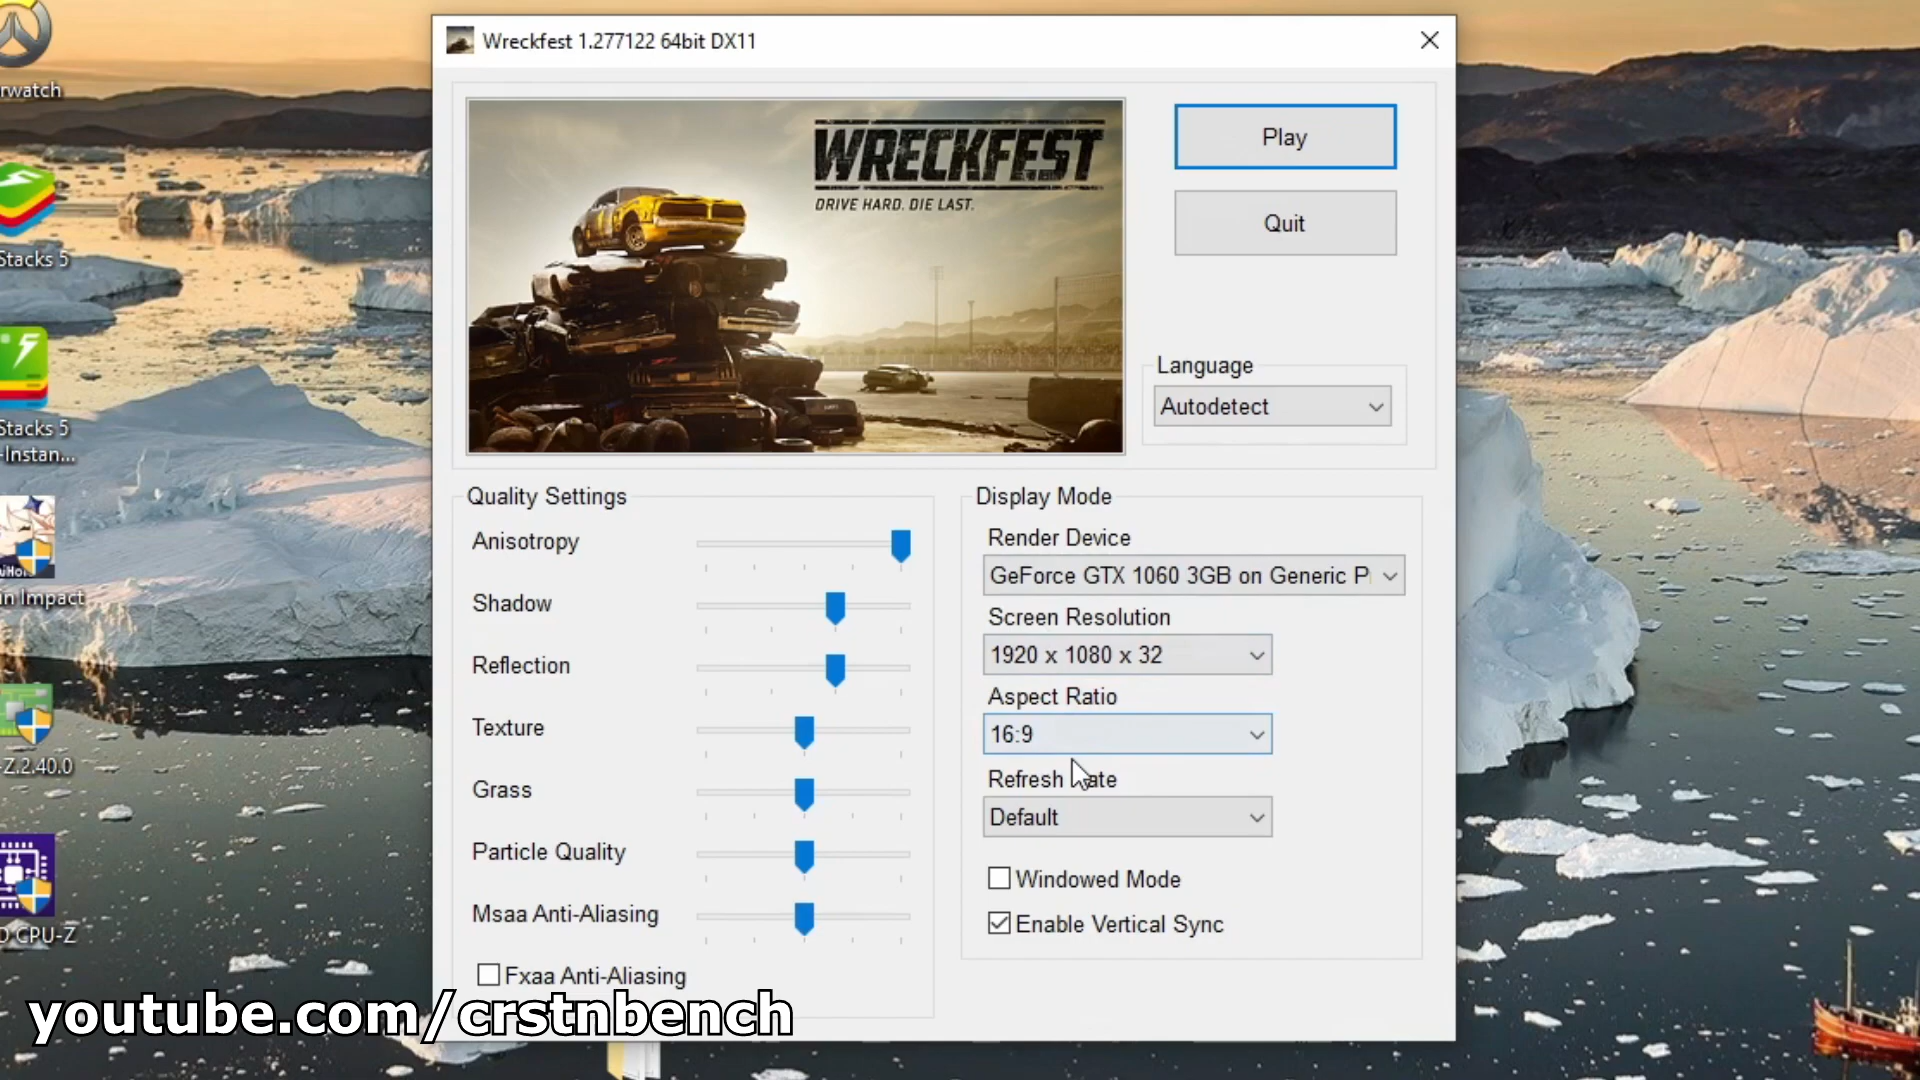 Wreckfest 1.277122 64bit DX11
rwatch
WRECKFEST
DRIVE HARD. DIE LAST.
Play
Quit
Stacks 5
Language
Autodetect
Stacks 5
-Instan...
Quality Settings
Display Mode
Anisotropy
Render Device
GeForce GTX 1060 3GB on Generic P
Shadow
in Impact
Screen Resolution
Reflection
1920 x 1080 x 32
Aspect Ratio
Texture
16:9
-Z.2.40.0
Refresh ate
Grass
Default
Particle Quality
Windowed Mode
Msaa Anti-Aliasing
Enable Vertical Sync
CPU-Z
Fxaa Anti-Aliasing
youtube.com/crstnbench